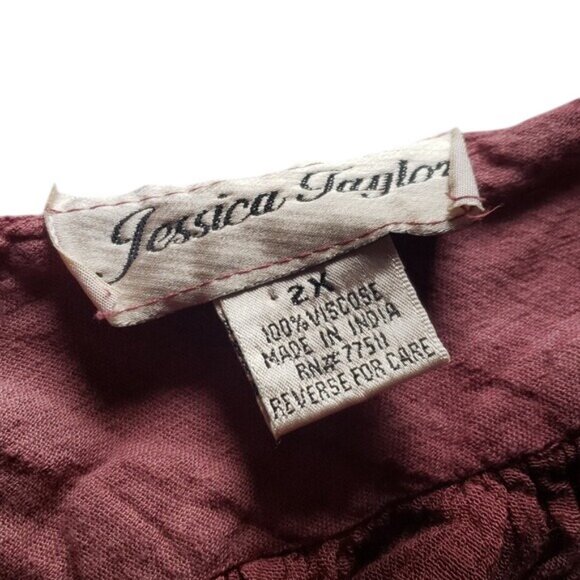 Jessica Taylor
2X
100% VISCOSE
MADE IN INDIA
RN# 77511
REVERSE FOR CARE